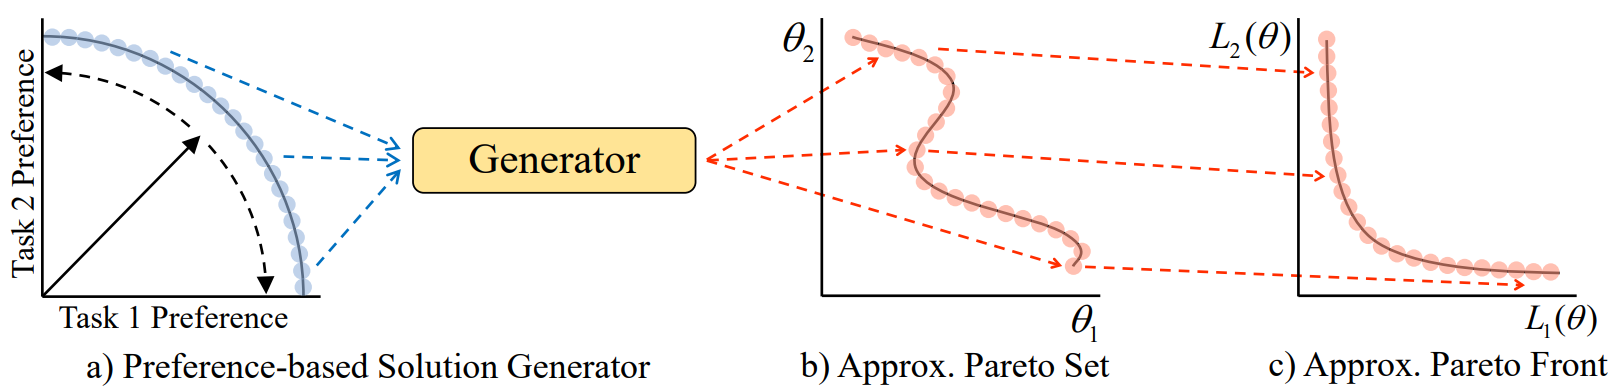 Task 2 Preference
Task 1 Preference
Generator
θ₂
θ₁
L₂(θ)
L₁(θ)
a) Preference-based Solution Generator
b) Approx. Pareto Set
c) Approx. Pareto Front